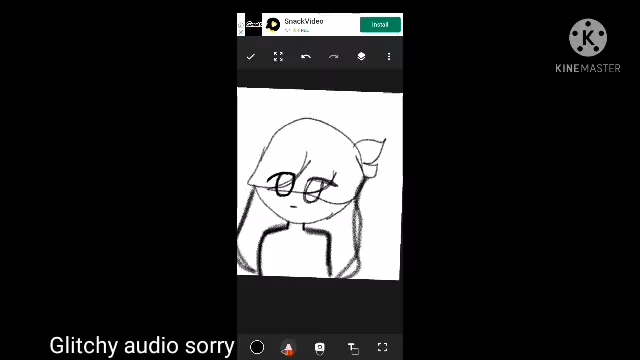 SnackVideo
Install
K
KINEMASTER
Glitchy audio sorry